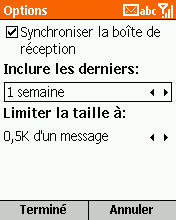 Options abc
Synchroniser la boîte de
réception
Inclure les derniers:
1 semaine
Limiter la taille à:
0,5K d'un message
Terminé Annuler